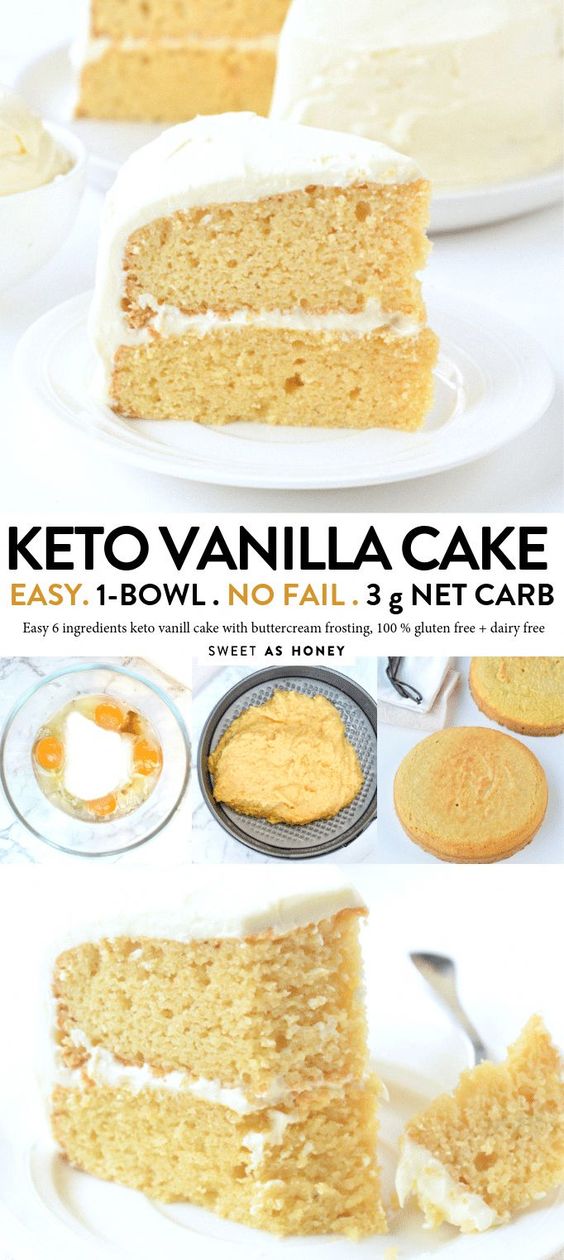 KETO VANILLA CAKE
EASY. 1-BOWL . NO FAIL . 3 g NET CARB
Easy 6 ingredients keto vanill cake with buttercream frosting, 100 % gluten free + dairy free
SWEET AS HONEY